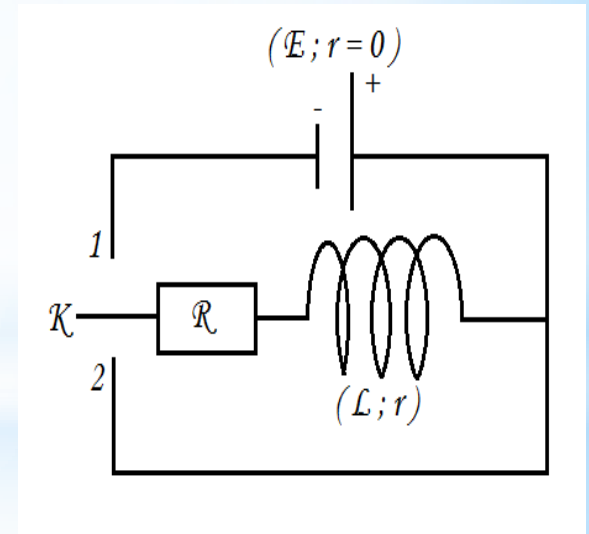 (E ; r = 0)
- +
1
K R
2
(L ; r)